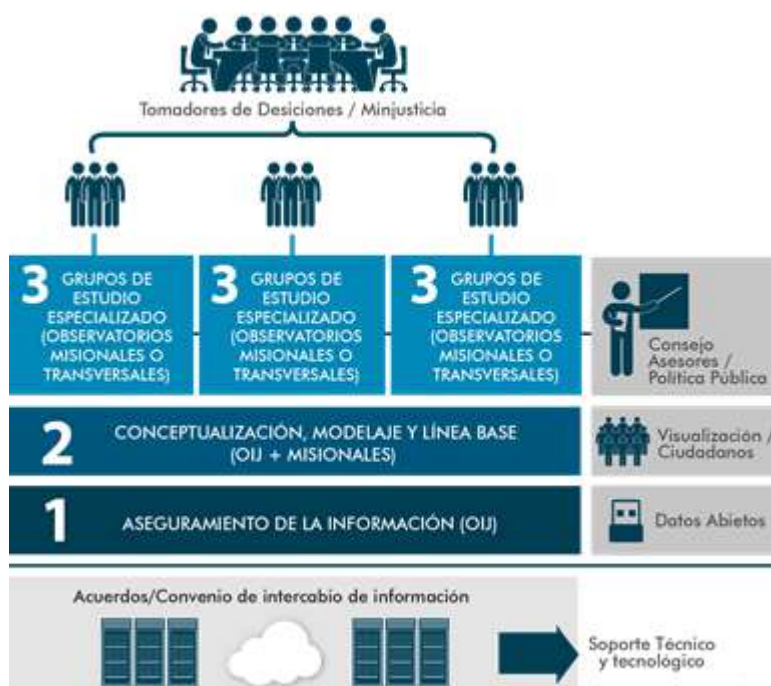 Tomadores de Desiciones / Minjusticia
3 GRUPOS DE
ESTUDIO
ESPECIALIZADO
(OBSERVATORIOS
MISIONALES O
TRANSVERSALES)
3 GRUPOS DE
ESTUDIO
ESPECIALIZADO
(OBSERVATORIOS
MISIONALES O
TRANSVERSALES)
3 GRUPOS DE
ESTUDIO
ESPECIALIZADO
(OBSERVATORIOS
MISIONALES O
TRANSVERSALES)
Consejo
Asesores /
Política Pública
2 CONCEPTUALIZACIÓN, MODELAJE Y LÍNEA BASE
(OIJ + MISIONALES)
Visualización /
Ciudadanos
1 ASEGURAMIENTO DE LA INFORMACIÓN (OIJ)
Datos Abietos
Acuerdos/Convenio de intercabio de información
Soporte Técnico
y tecnológico